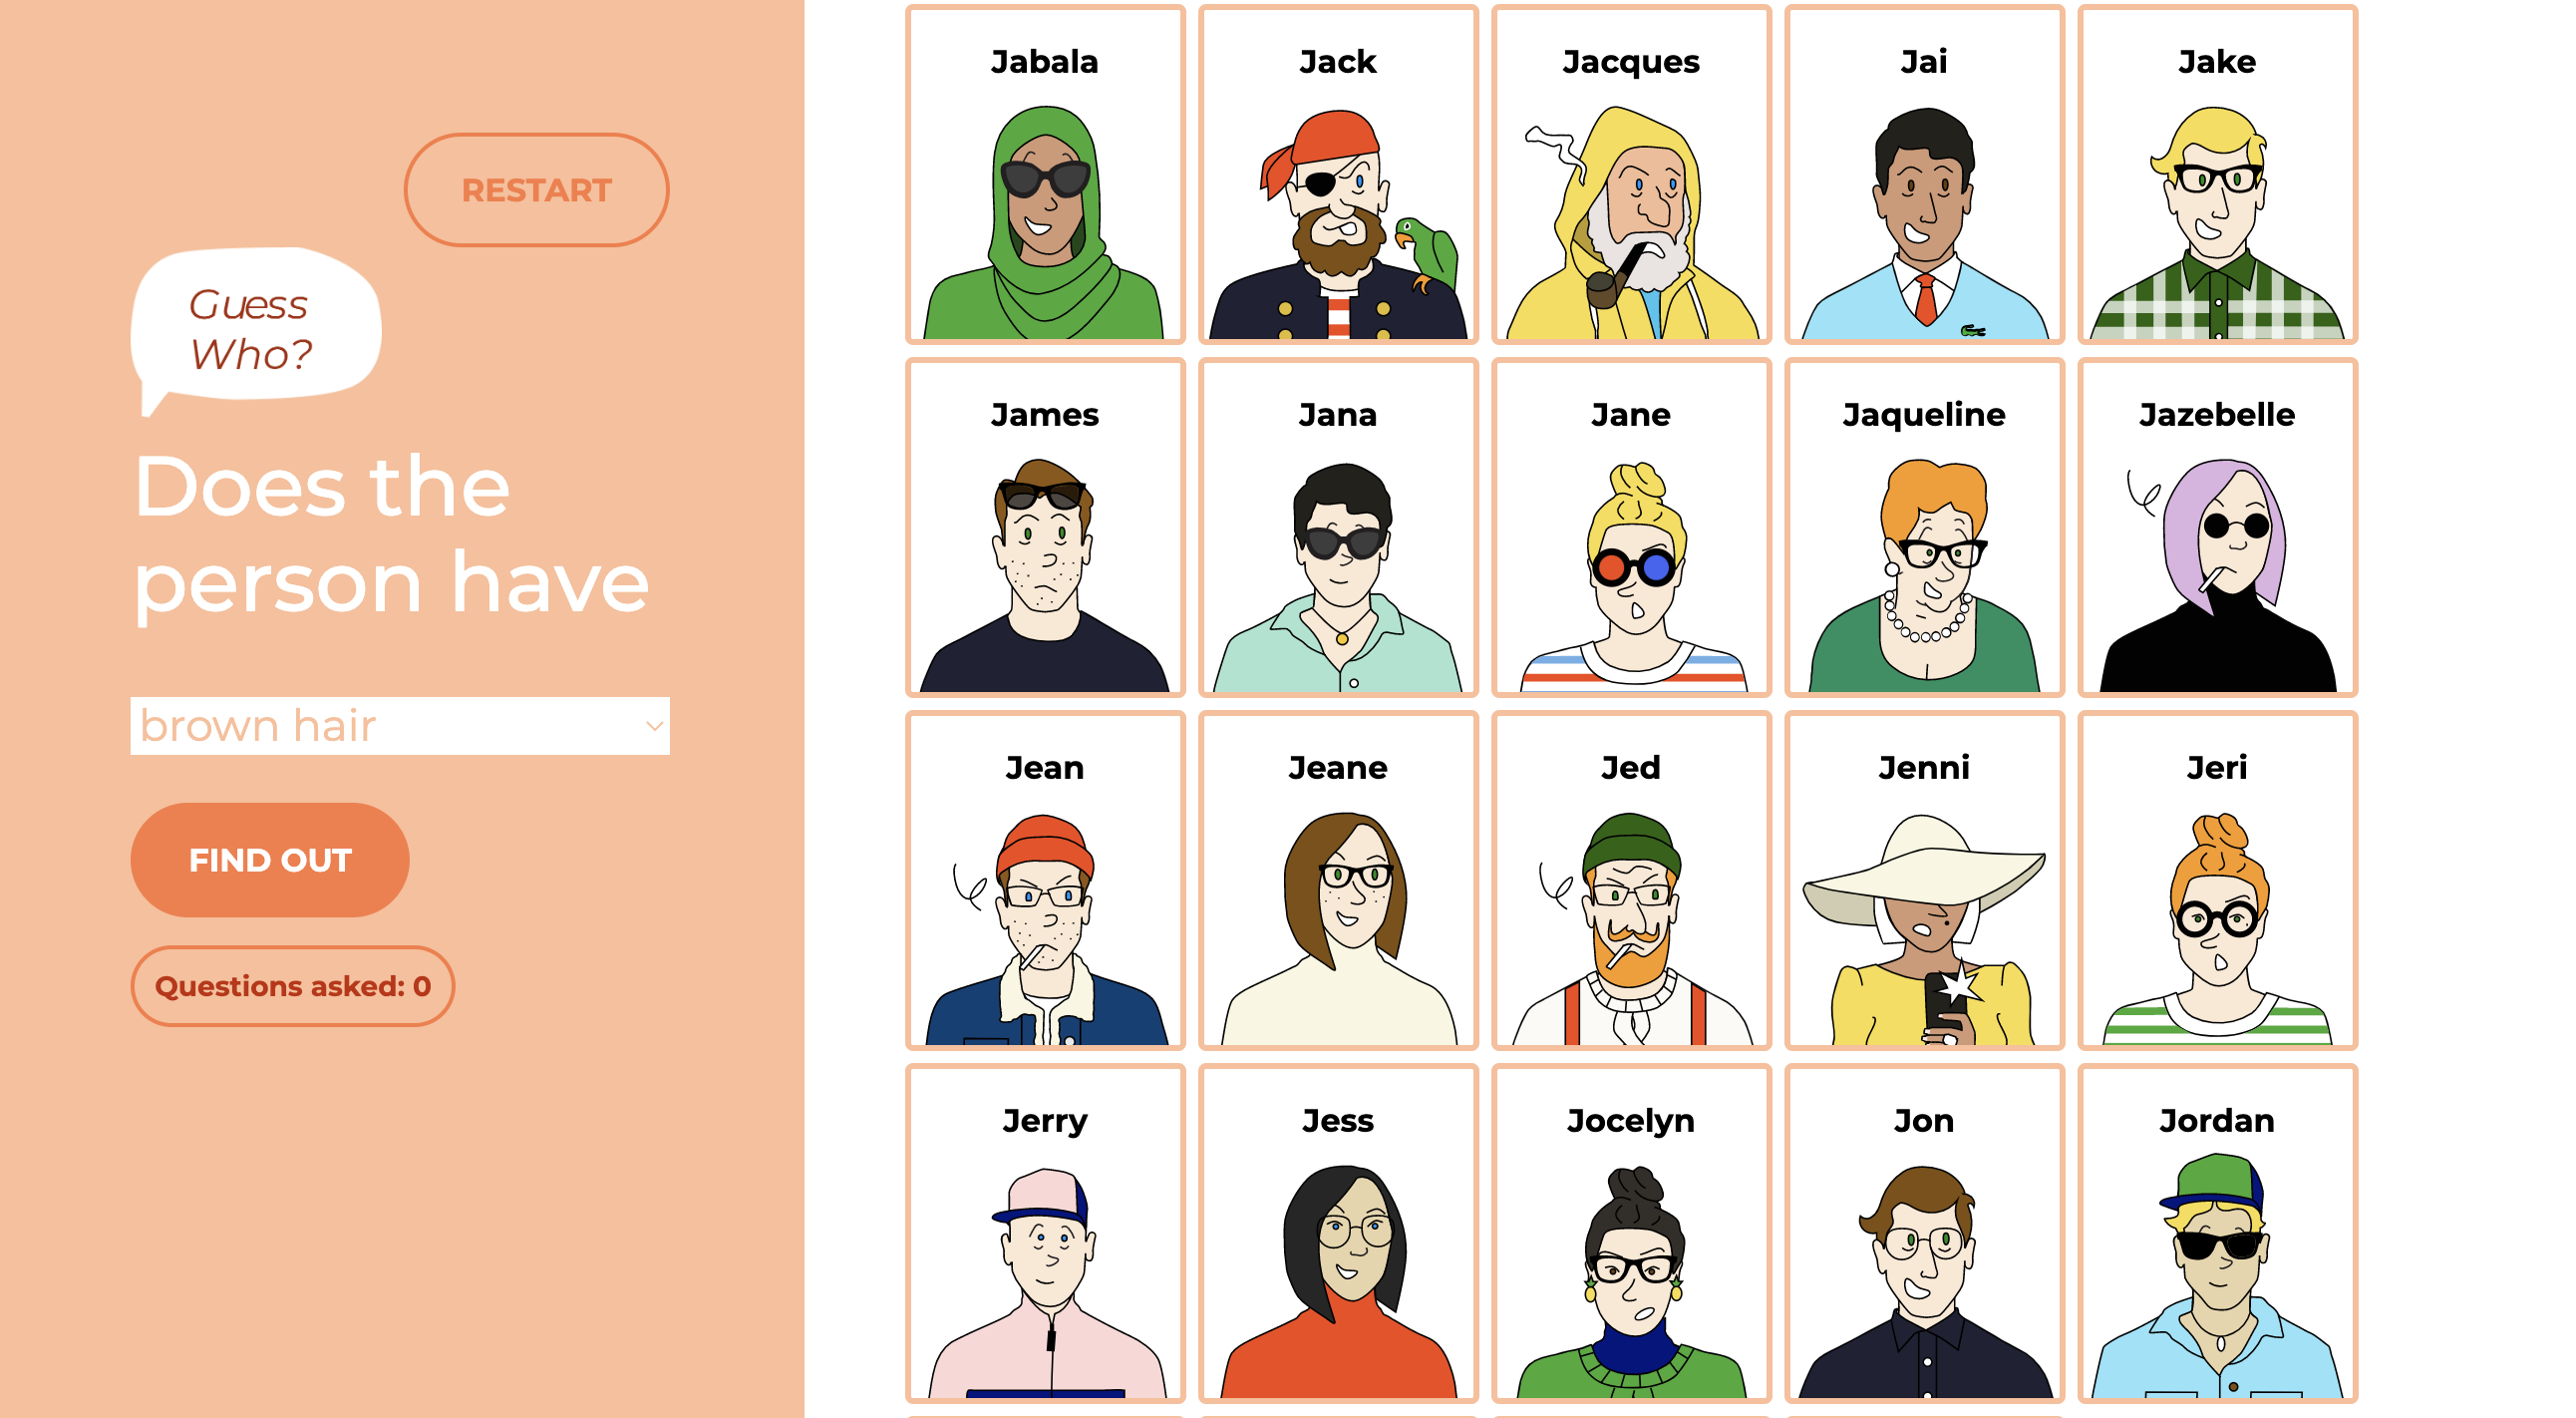 RESTART
Guess
Who?
Does the
person have
brown hair
FIND OUT
Questions asked: 0
Jabala
Jack
Jacques
Jai
Jake
James
Jana
Jane
Jaqueline
Jazebelle
Jean
Jeane
Jed
Jenni
Jeri
Jerry
Jess
Jocelyn
Jon
Jordan